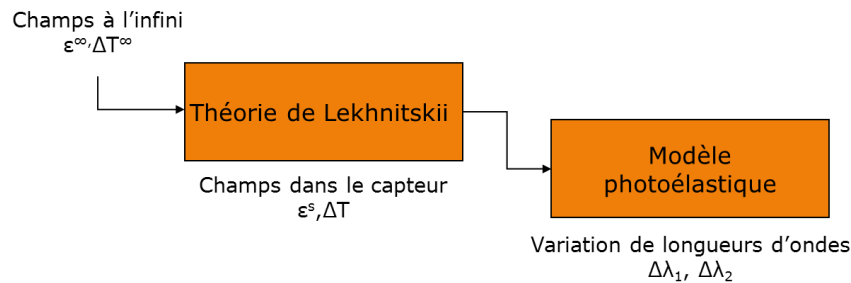 Champs à l’infini
ε∞,ΔT∞
Théorie de Lekhnitskii
Champs dans le capteur
εs,ΔT
Modèle
photoélastique
Variation de longueurs d’ondes
Δλ1, Δλ2